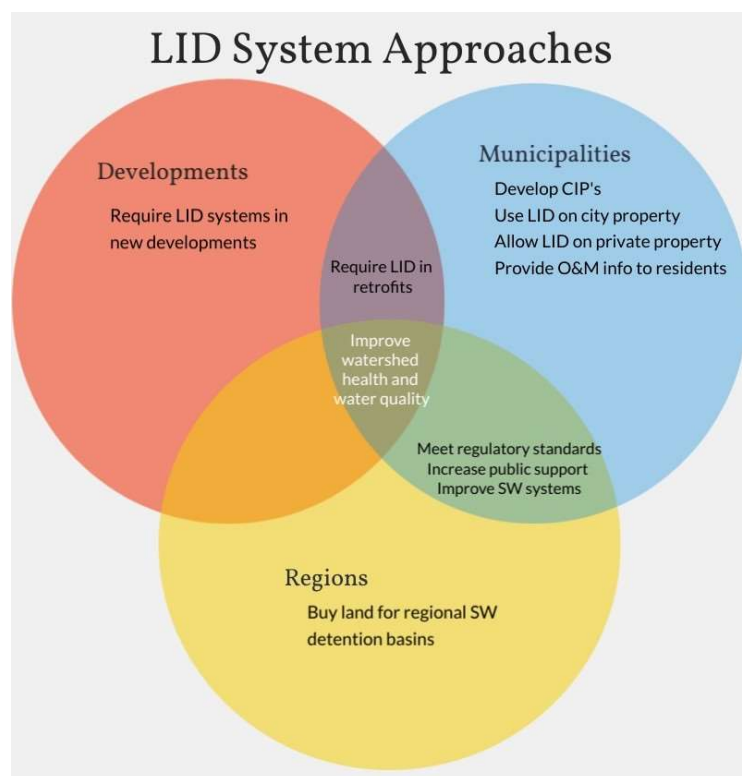 LID System Approaches
Developments
Require LID systems in
new developments
Municipalities
Develop CIP's
Use LID on city property
Allow LID on private property
Provide O&M info to residents
Require LID in
retrofits
Improve
watershed
health and
water quality
Meet regulatory standards
Increase public support
Improve SW systems
Regions
Buy land for regional SW
detention basins